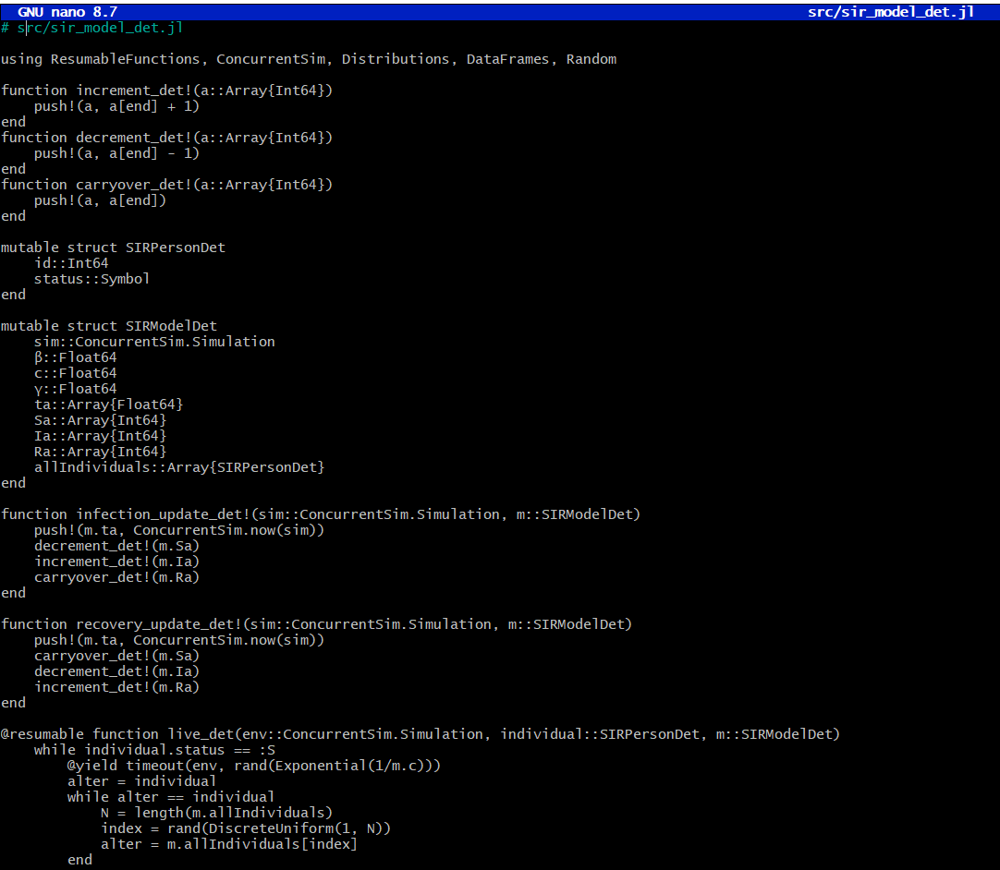 GNU nano 8.7 src/sir_model_det.jl
# src/sir_model_det.jl
using ResumableFunctions, ConcurrentSim, Distributions, DataFrames, Random
function increment_det!(a::Array{Int64})
    push!(a, a[end] + 1)
end
function decrement_det!(a::Array{Int64})
    push!(a, a[end] - 1)
end
function carryover_det!(a::Array{Int64})
    push!(a, a[end])
end
mutable struct SIRPersonDet
    id::Int64
    status::Symbol
end
mutable struct SIRModelDet
    sim::ConcurrentSim.Simulation
    β::Float64
    c::Float64
    γ::Float64
    ta::Array{Float64}
    Sa::Array{Int64}
    Ia::Array{Int64}
    Ra::Array{Int64}
    allIndividuals::Array{SIRPersonDet}
end
function infection_update_det!(sim::ConcurrentSim.Simulation, m::SIRModelDet)
    push!(m.ta, ConcurrentSim.now(sim))
    decrement_det!(m.Sa)
    increment_det!(m.Ia)
    carryover_det!(m.Ra)
end
function recovery_update_det!(sim::ConcurrentSim.Simulation, m::SIRModelDet)
    push!(m.ta, ConcurrentSim.now(sim))
    carryover_det!(m.Sa)
    decrement_det!(m.Ia)
    increment_det!(m.Ra)
end
@resumable function live_det(env::ConcurrentSim.Simulation, individual::SIRPersonDet, m::SIRModelDet)
    while individual.status == :S
        @yield timeout(env, rand(Exponential(1/m.c)))
        alter = individual
        while alter == individual
            N = length(m.allIndividuals)
            index = rand(DiscreteUniform(1, N))
            alter = m.allIndividuals[index]
        end